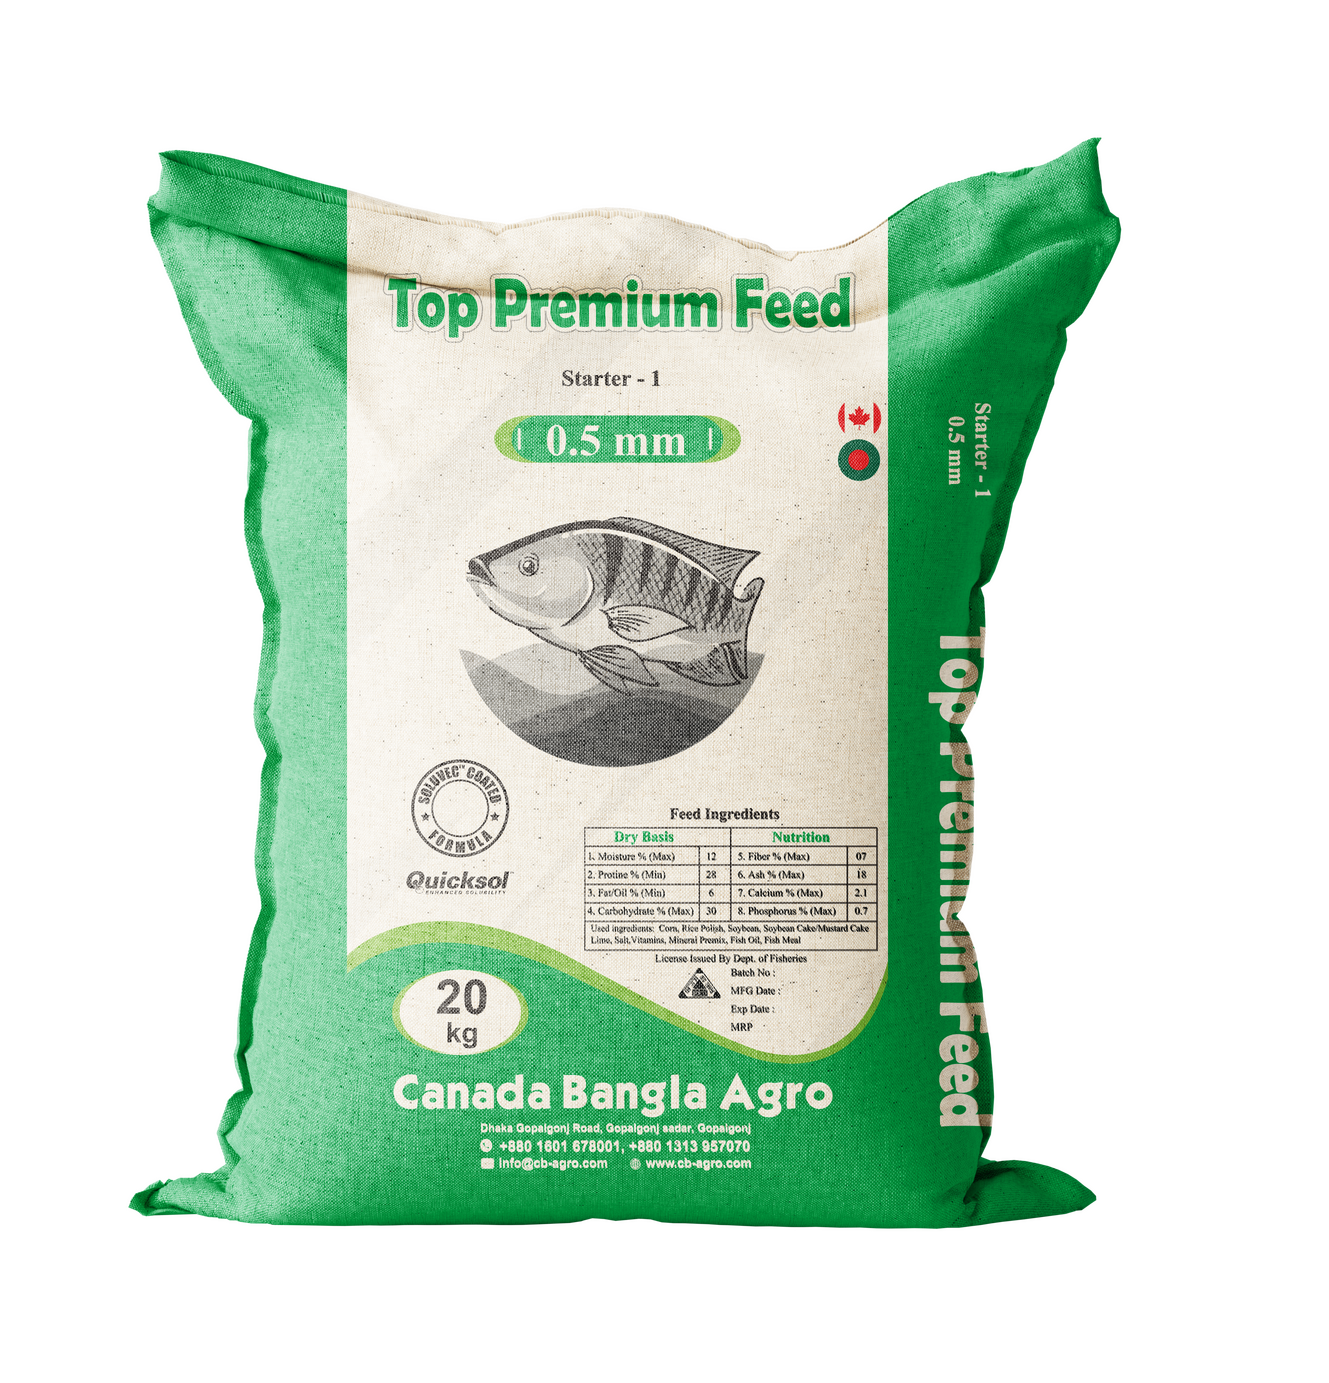 Top Premium Feed
Starter - 1
0.5 mm
Starter - 1
0.5 mm
Top Premium Feed
SOLUVEC™ COATED
FORMULA
Quicksol™
ENHANCED SOLUBILITY
Feed Ingredients
Dry Basis Nutrition
1. Moisture % (Max) 12 5. Fiber % (Max) 07
2. Protine % (Min) 28 6. Ash % (Max) 18
3. Fat/Oil % (Min) 6 7. Calcium % (Max) 2.1
4. Carbohydrate % (Max) 30 8. Phosphorus % (Max) 0.7
Used ingredients: Corn, Rice Polish, Soybean, Soybean Cake/Mustard Cake
Lime, Salt,Vitamins, Mineral Premix, Fish Oil, Fish Meal
License Issued By Dept. of Fisheries
Batch No :
MFG Date :
Exp Date :
MRP
20
kg
Canada Bangla Agro
Dhaka Gopalgonj Road, Gopalgonj sadar, Gopalgonj
+880 1601 678001, +880 1313 957070
info@cb-agro.com www.cb-agro.com